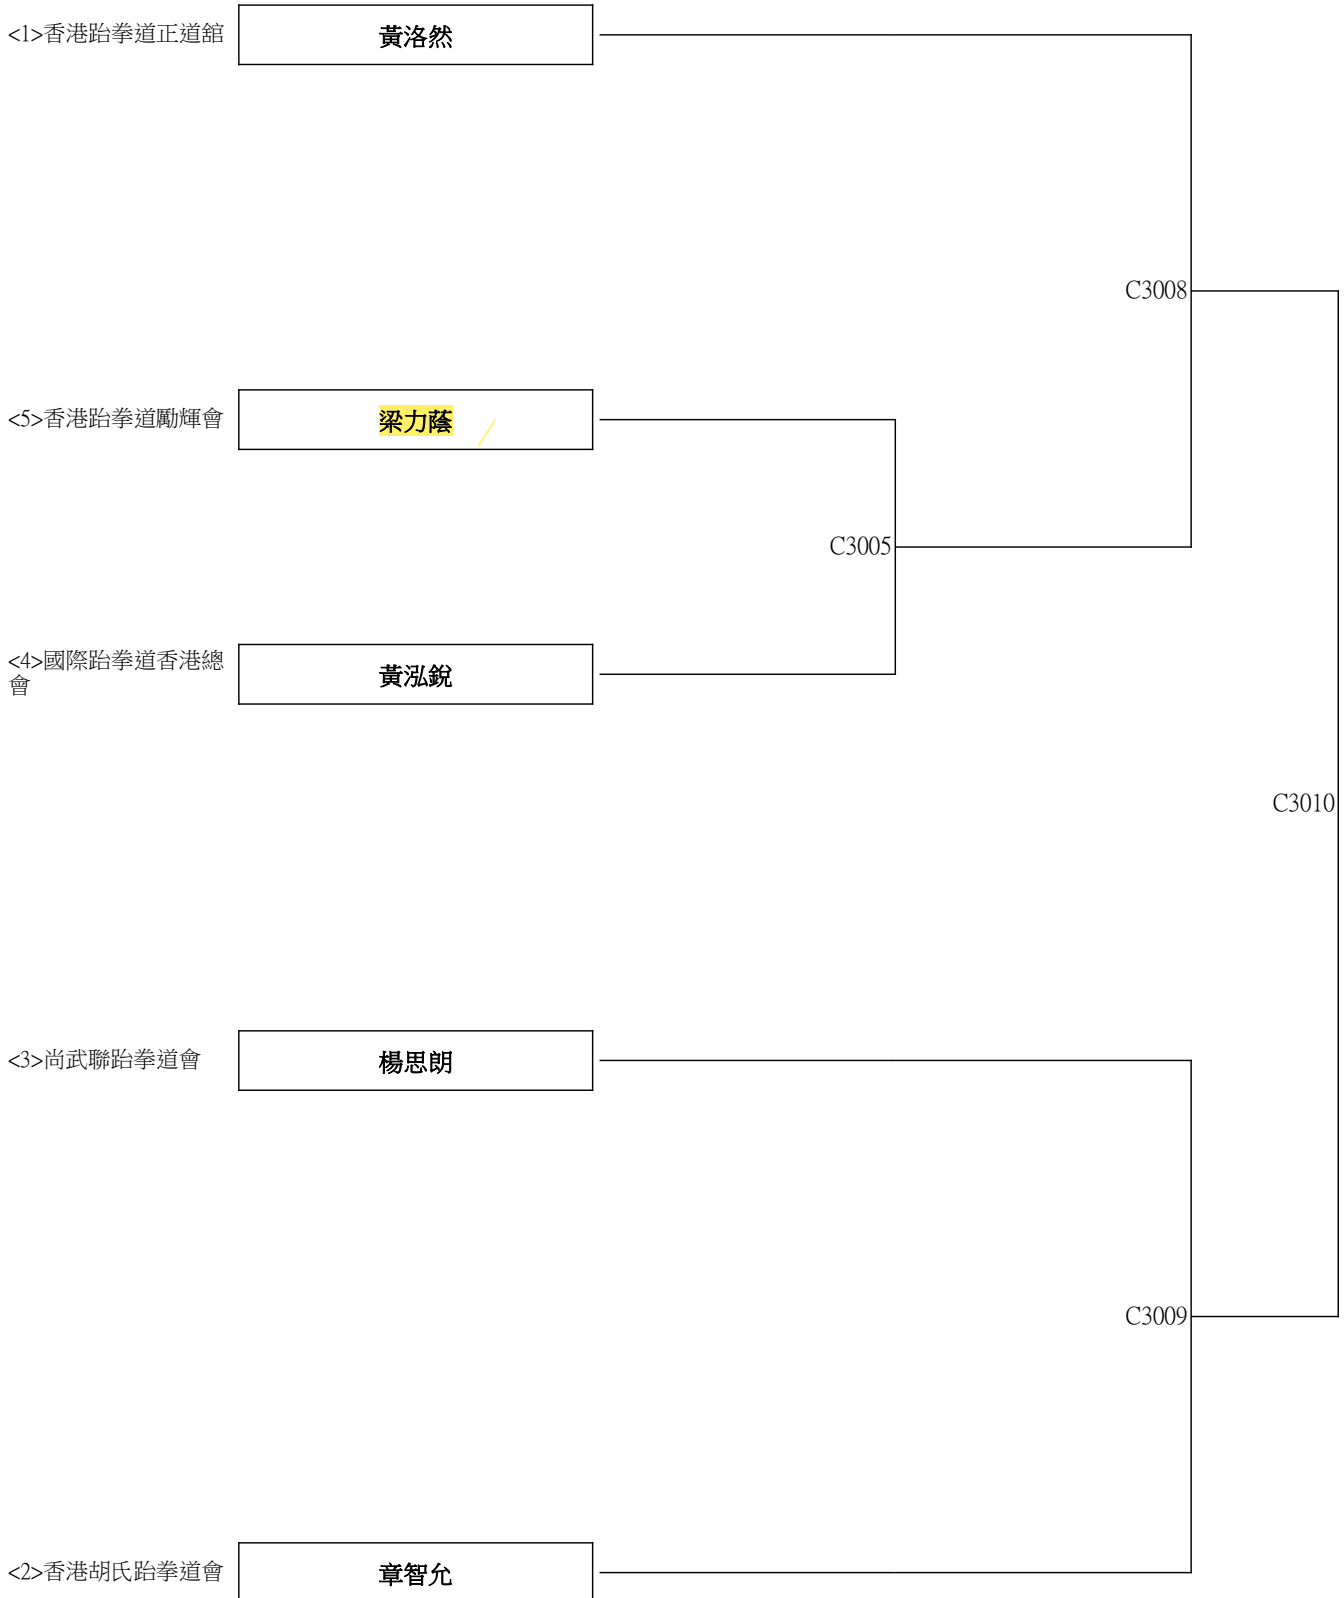 <1>香港跆拳道正道舘
黃洛然
C3008
<5>香港跆拳道勵輝會
梁力蔭
C3005
<4>國際跆拳道香港總
會
黃泓銳
C3010
<3>尚武聯跆拳道會
楊思朗
C3009
<2>香港胡氏跆拳道會
章智允